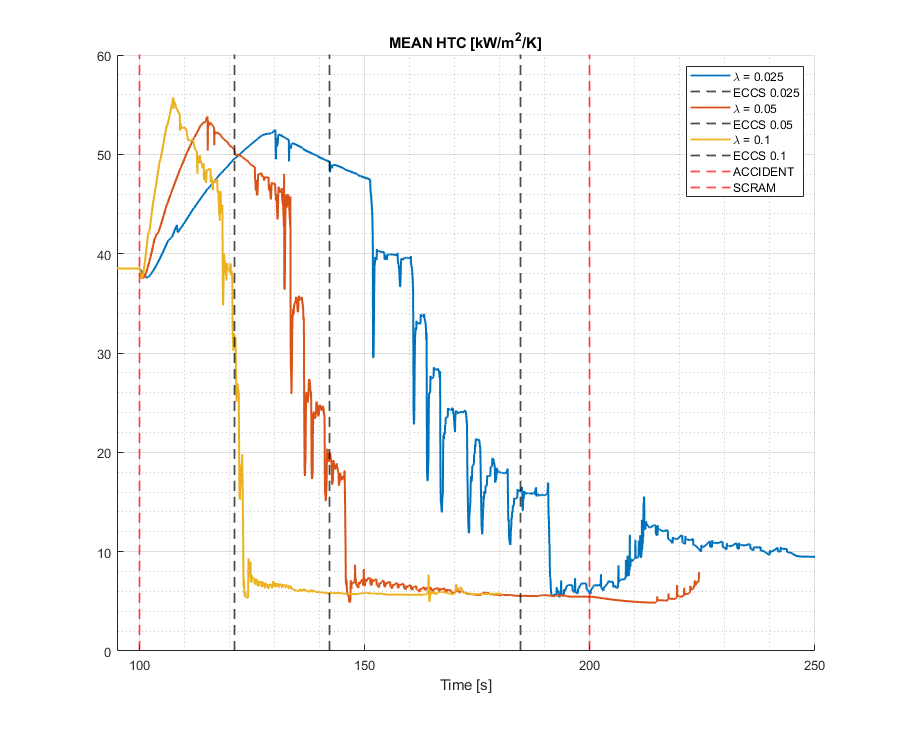 MEAN HTC [kW/m²/K]
60
50
40
30
20
10
0
λ = 0.025
ECCS 0.025
λ = 0.05
ECCS 0.05
λ = 0.1
ECCS 0.1
ACCIDENT
SCRAM
100 150 200 250
Time [s]